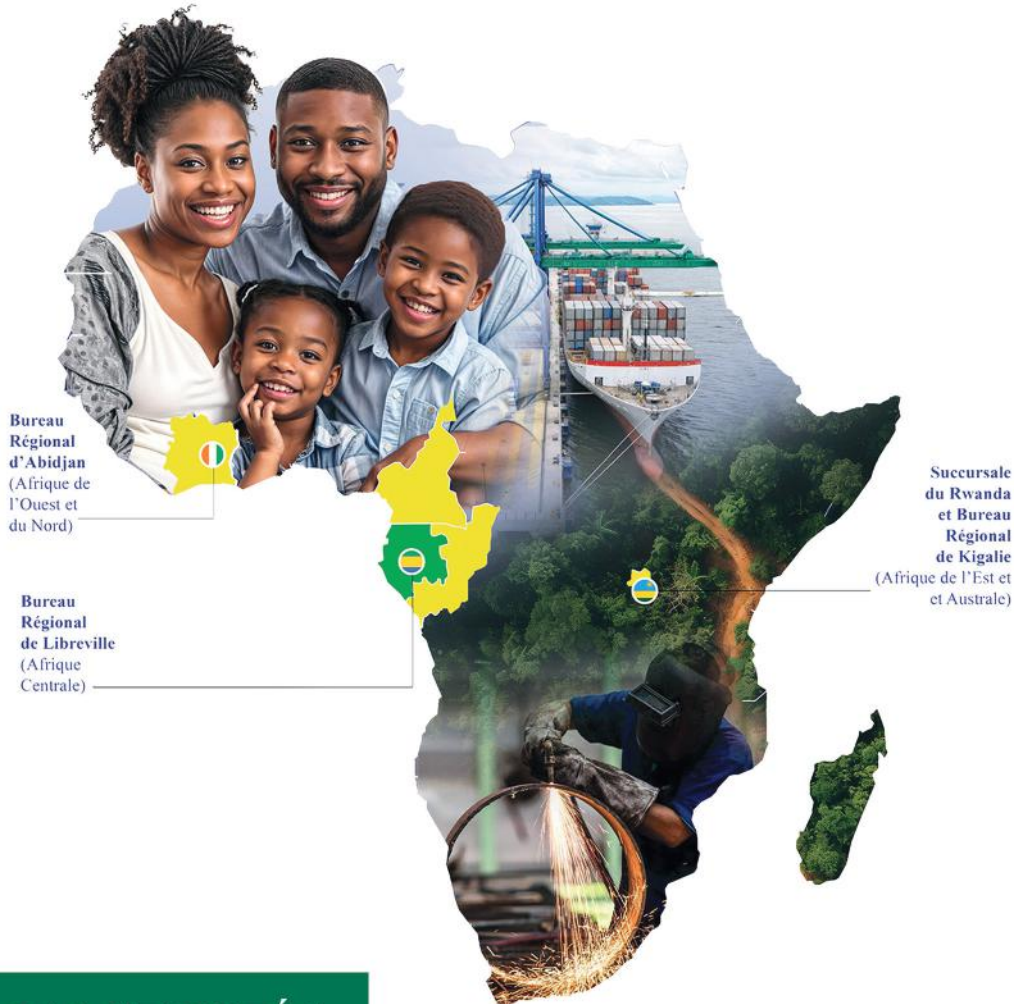 Bureau
Régional
d'Abidjan
(Afrique de
l'Ouest et
du Nord)
Bureau
Régional
de Libreville
(Afrique
Centrale)
Succursale
du Rwanda
et Bureau
Régional
de Kigalie
(Afrique de l'Est et
et Australe)